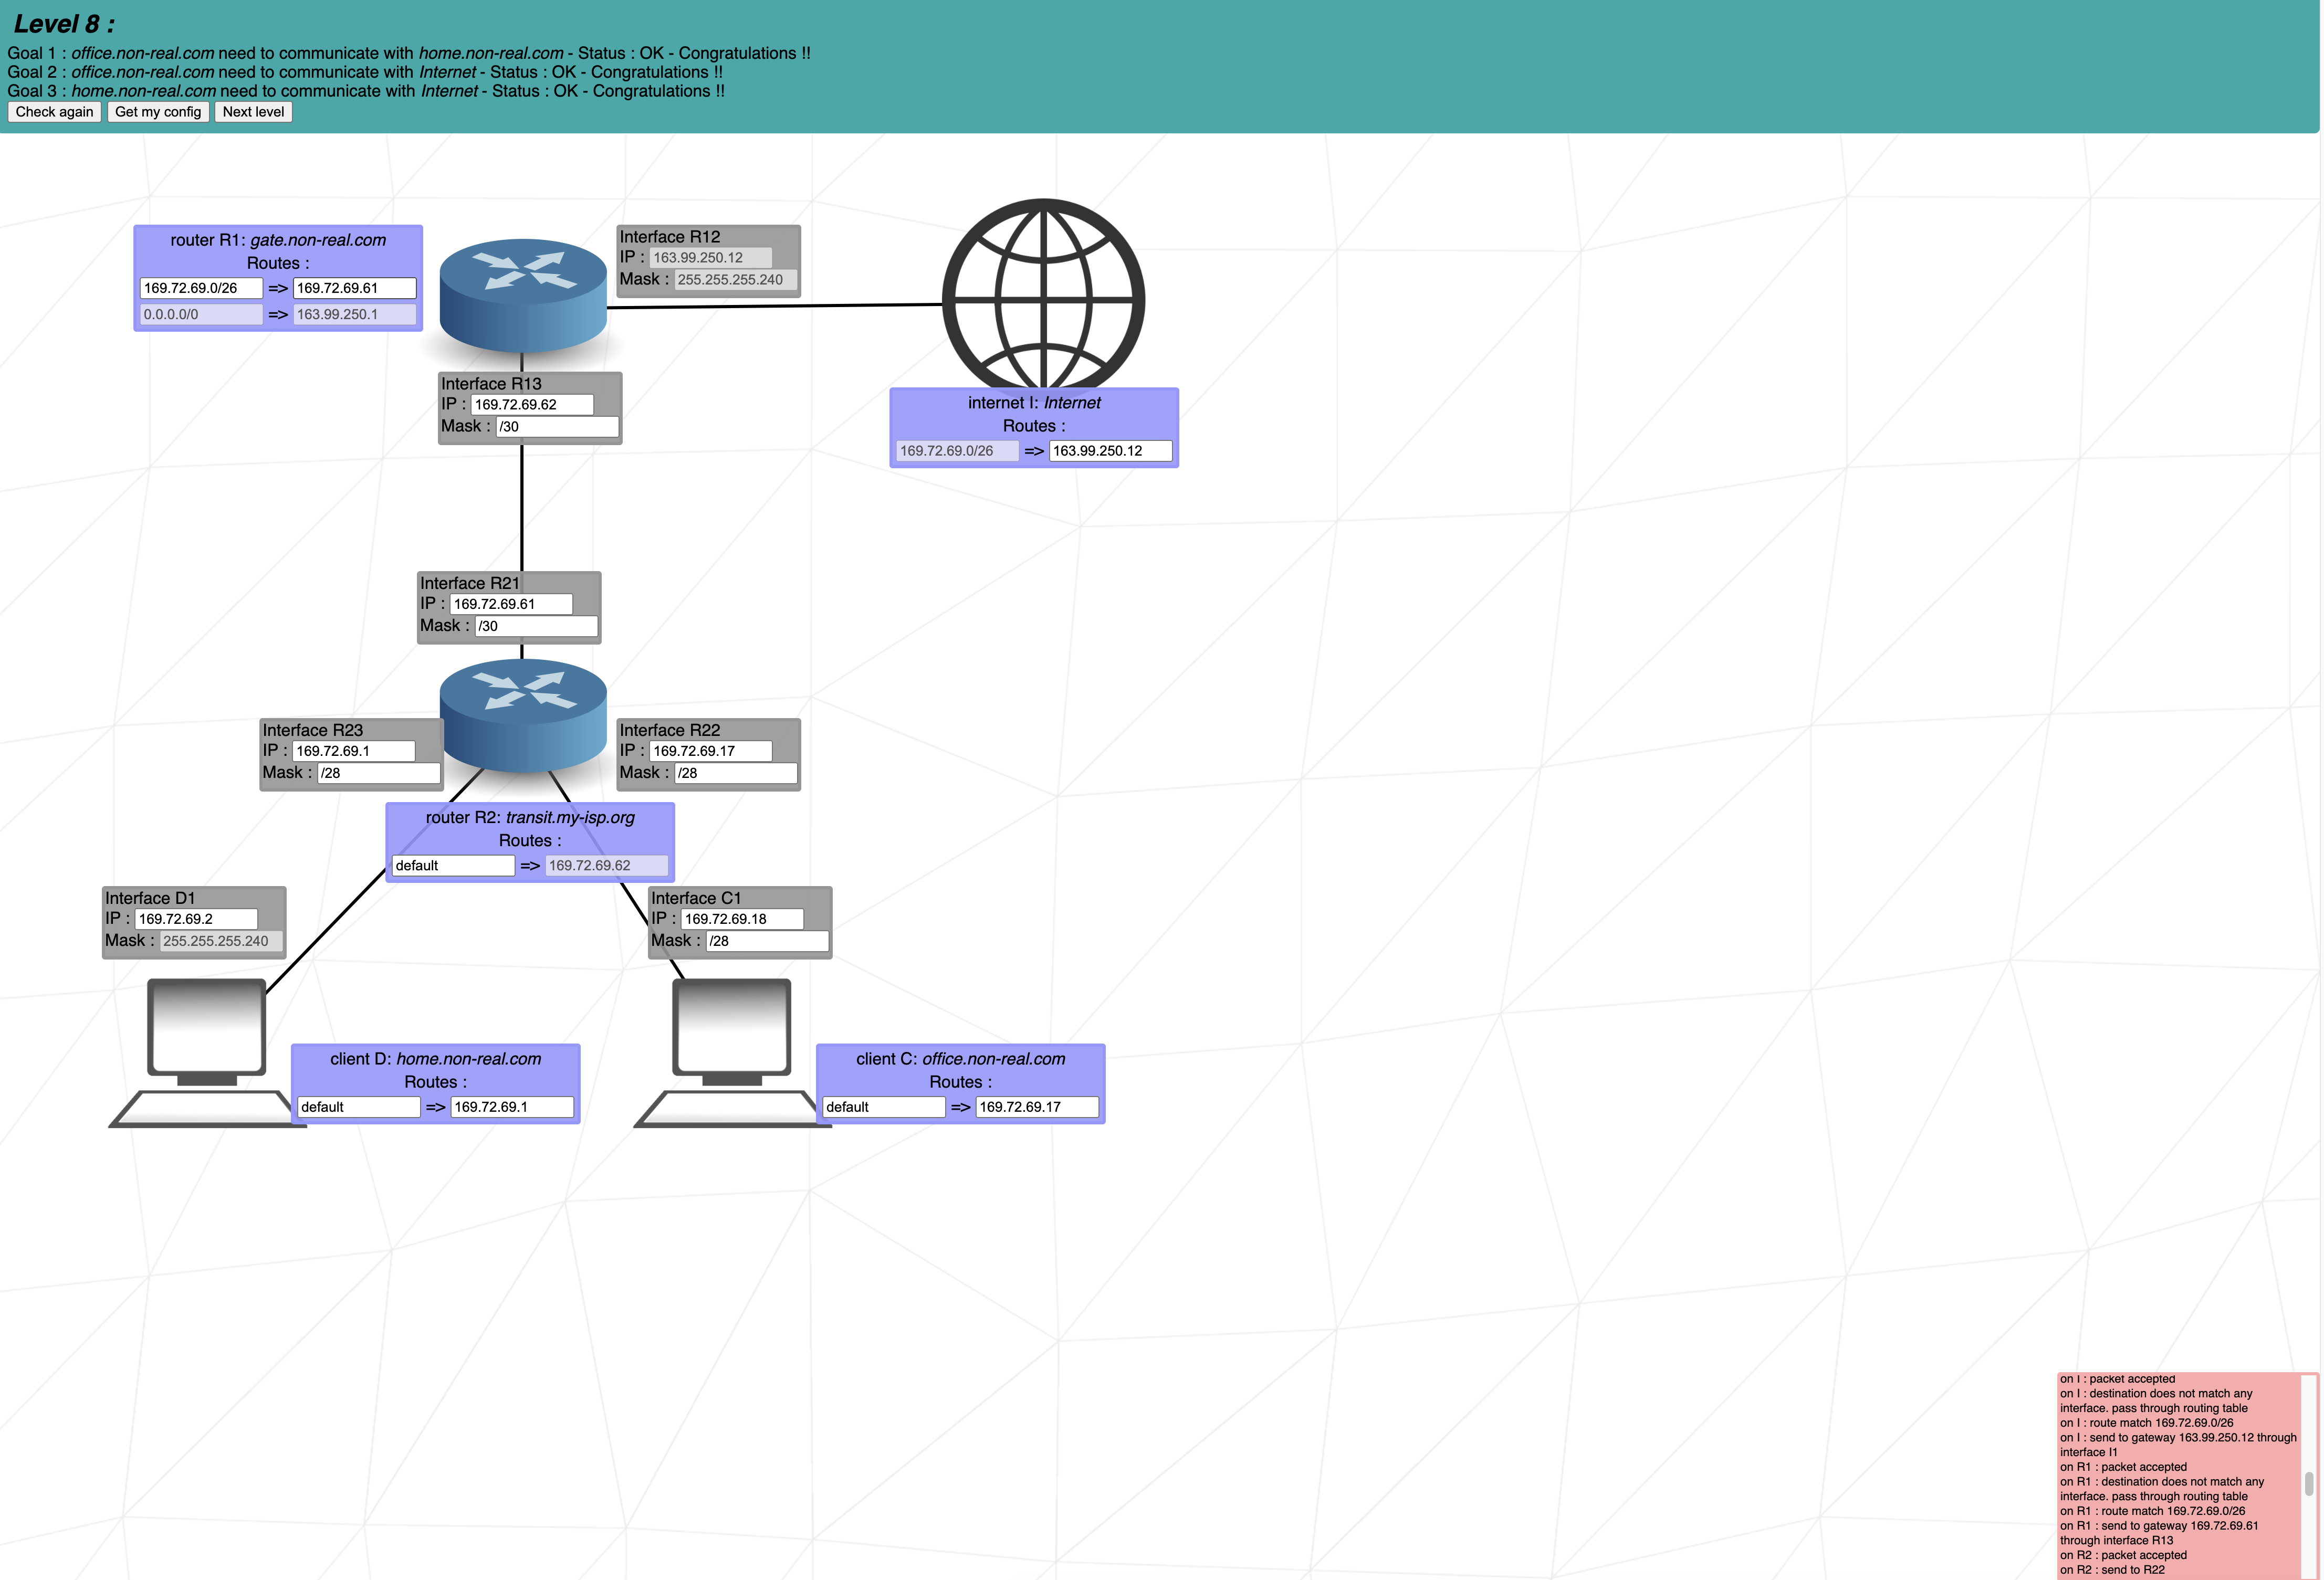 Level 8 :
Goal 1 : office.non-real.com need to communicate with home.non-real.com - Status : OK - Congratulations !!
Goal 2 : office.non-real.com need to communicate with Internet - Status : OK - Congratulations !!
Goal 3 : home.non-real.com need to communicate with Internet - Status : OK - Congratulations !!
Check again Get my config Next level
router R1: gate.non-real.com
Routes :
169.72.69.0/26 => 169.72.69.61
0.0.0.0/0 => 163.99.250.1
Interface R12
IP : 163.99.250.12
Mask : 255.255.255.240
Interface R13
IP : 169.72.69.62
Mask : /30
internet I: Internet
Routes :
169.72.69.0/26 => 163.99.250.12
Interface R21
IP : 169.72.69.61
Mask : /30
Interface R23
IP : 169.72.69.1
Mask : /28
Interface R22
IP : 169.72.69.17
Mask : /28
router R2: transit.my-isp.org
Routes :
default => 169.72.69.62
Interface D1
IP : 169.72.69.2
Mask : 255.255.255.240
Interface C1
IP : 169.72.69.18
Mask : /28
client D: home.non-real.com
Routes :
default => 169.72.69.1
client C: office.non-real.com
Routes :
default => 169.72.69.17
on I : packet accepted
on I : destination does not match any
interface. pass through routing table
on I : route match 169.72.69.0/26
on I : send to gateway 163.99.250.12 through
interface I1
on R1 : packet accepted
on R1 : destination does not match any
interface. pass through routing table
on R1 : route match 169.72.69.0/26
on R1 : send to gateway 169.72.69.61
through interface R13
on R2 : packet accepted
on R2 : send to R22